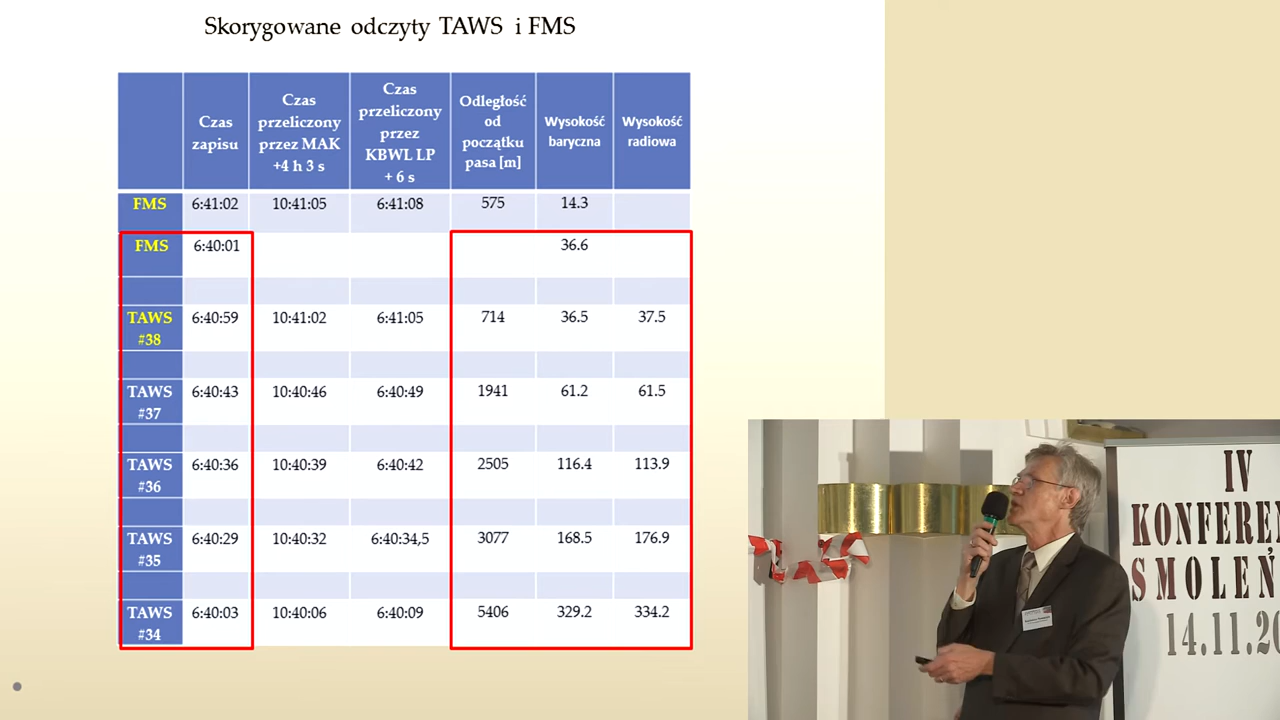 Skorygowane odczyty TAWS i FMS
Czas
zapisu
Czas
przeliczony
przez MAK
+4 h 3 s
Czas
przeliczony
przez
KBWL LP
+ 6 s
Odległość
od
początku
pasa [m]
Wysokość
baryczna
Wysokość
radiowa
FMS 6:41:02 10:41:05 6:41:08 575 14.3
FMS 6:40:01 36.6
TAWS
#38
6:40:59 10:41:02 6:41:05 714 36.5 37.5
TAWS
#37
6:40:43 10:40:46 6:40:49 1941 61.2 61.5
TAWS
#36
6:40:36 10:40:39 6:40:42 2505 116.4 113.9
TAWS
#35
6:40:29 10:40:32 6:40:34,5 3077 168.5 176.9
TAWS
#34
6:40:03 10:40:06 6:40:09 5406 329.2 334.2
IV
KONFEREN
SMOLEŃ
14.11.20